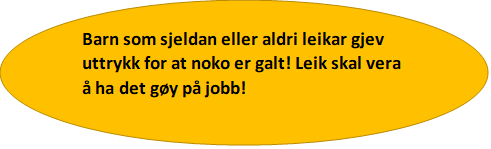 Barn som sjeldan eller aldri leikar gjev
uttrykk for at noko er galt! Leik skal vera
å ha det gøy på jobb!